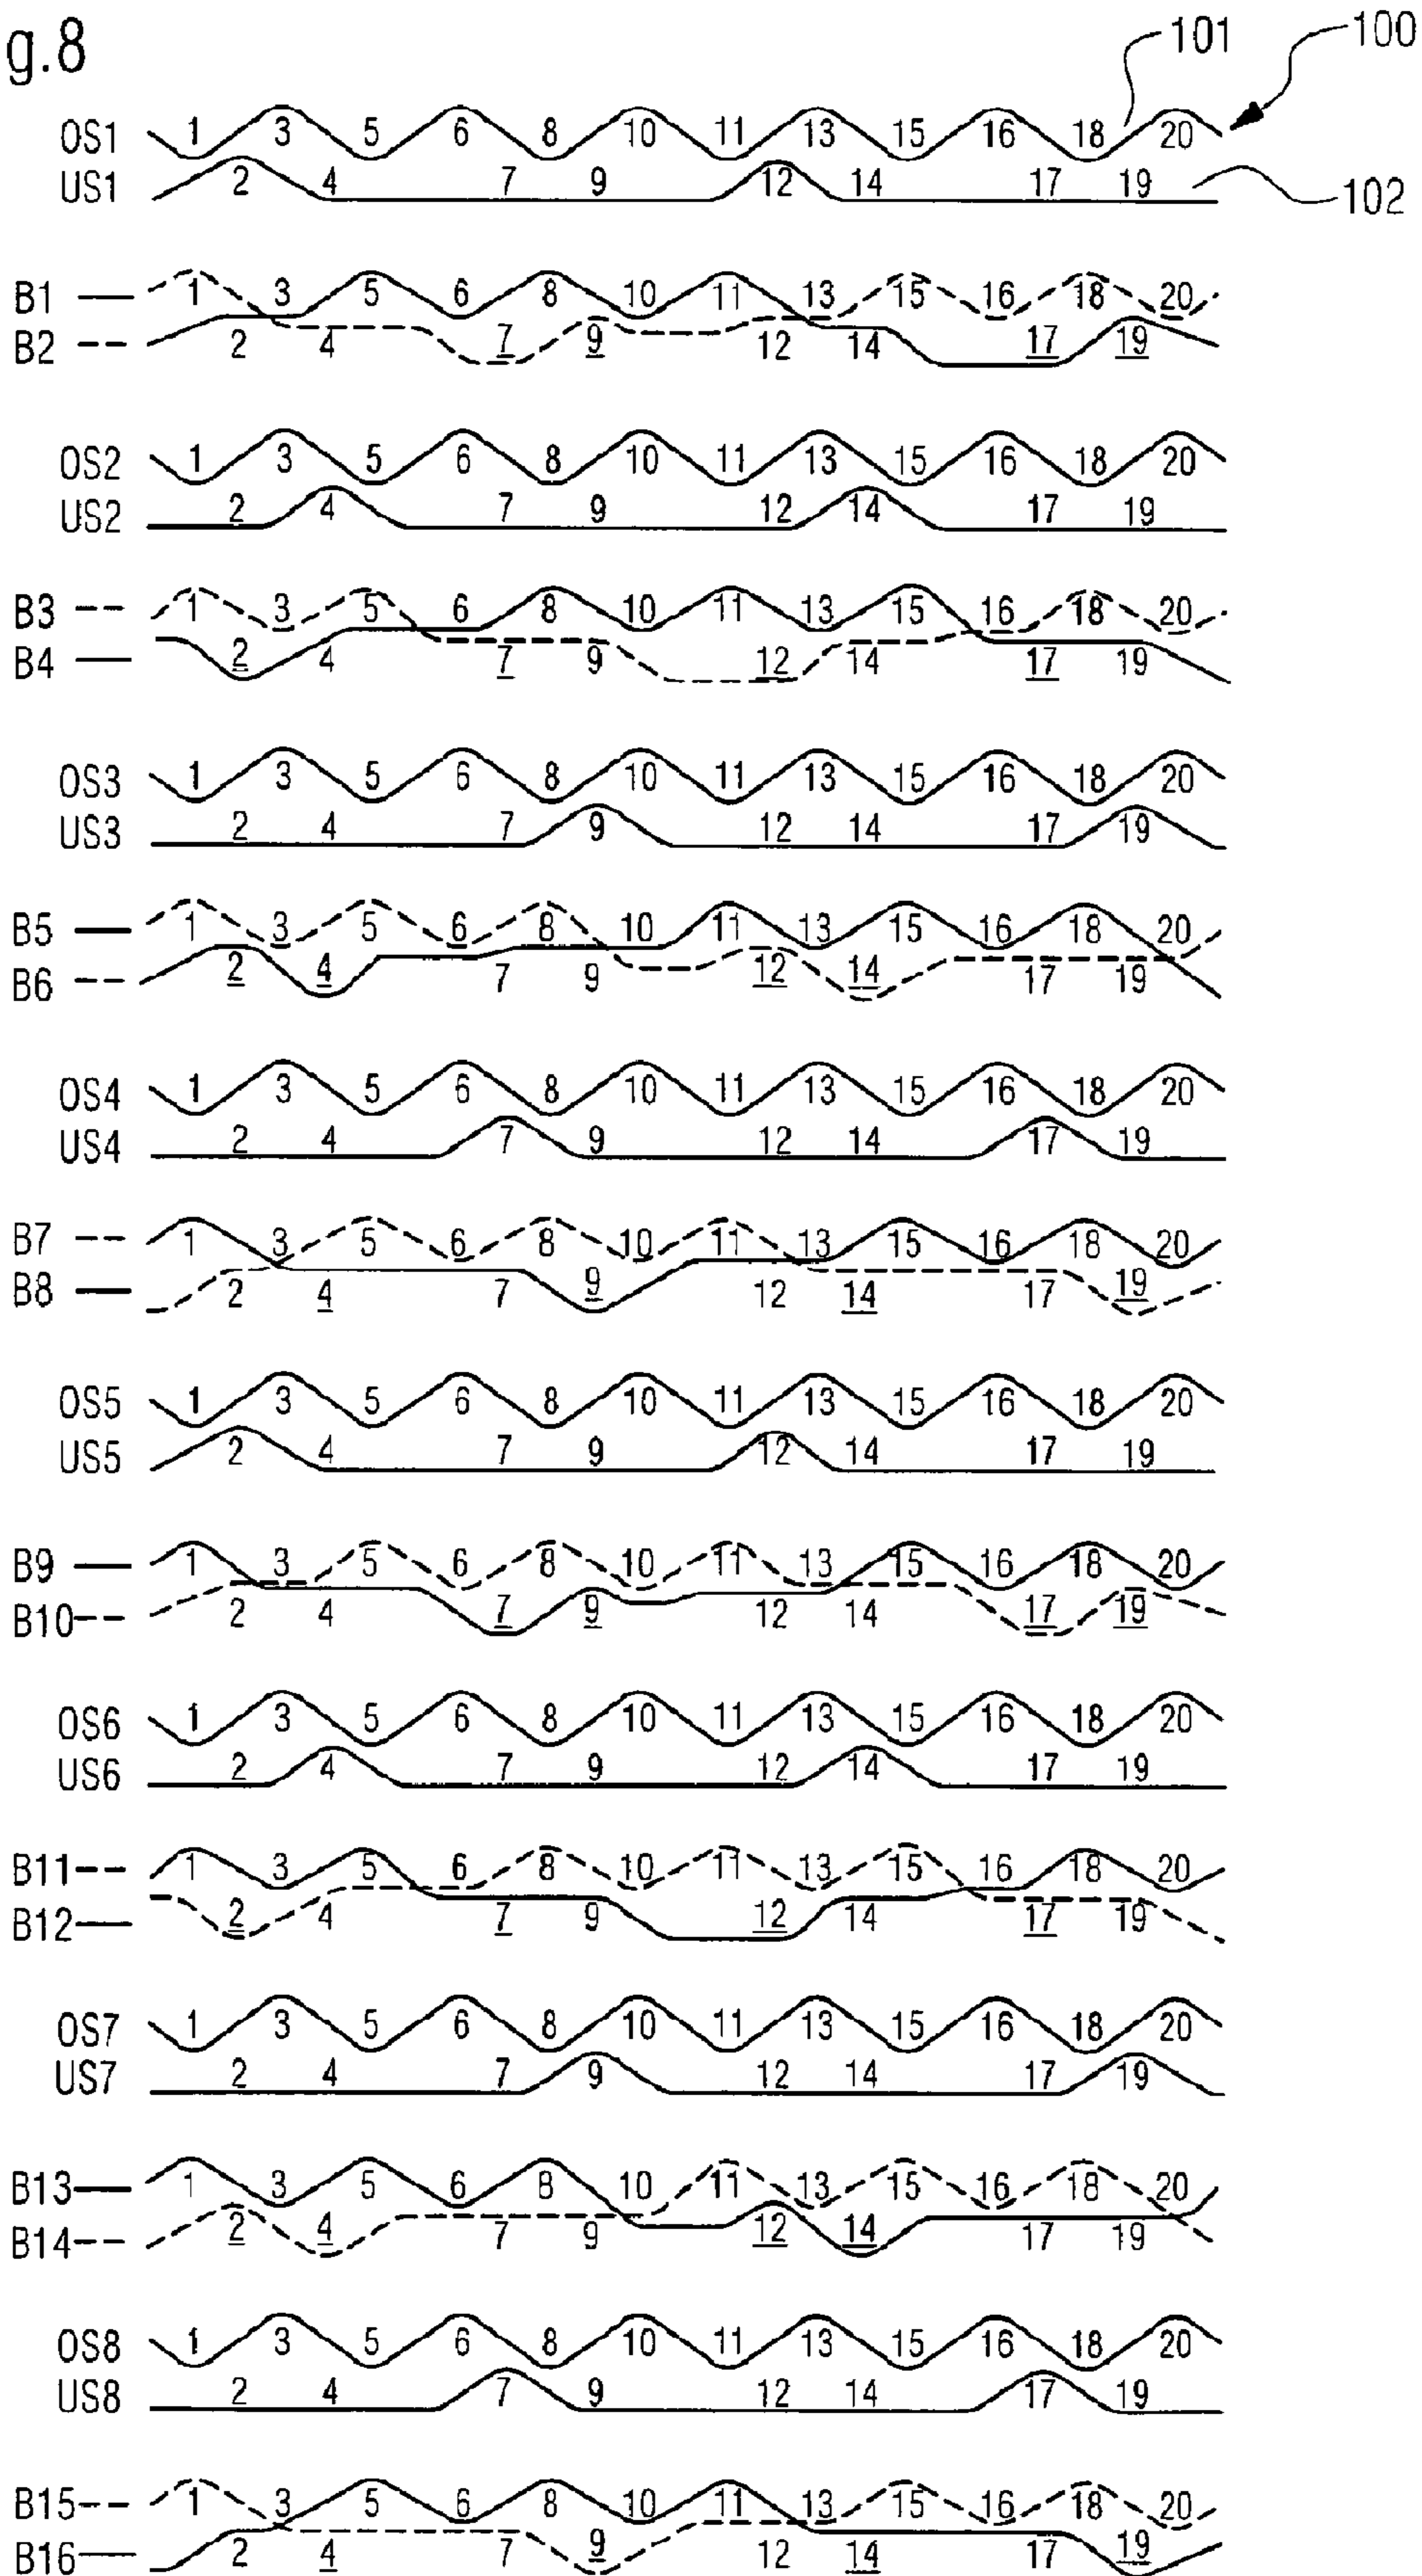 g.8
101
100
OS1 1 3 5 6 8 10 11 13 15 16 18 20
US1 2 4 7 9 12 14 17 19
102
B1 1 3 5 6 8 10 11 13 15 16 18 20
B2 2 4 7 9 12 14 17 19
OS2 1 3 5 6 8 10 11 13 15 16 18 20
US2 2 4 7 9 12 14 17 19
B3 1 3 5 6 8 10 11 13 15 16 18 20
B4 2 4 7 9 12 14 17 19
OS3 1 3 5 6 8 10 11 13 15 16 18 20
US3 2 4 7 9 12 14 17 19
B5 1 3 5 6 8 10 11 13 15 16 18 20
B6 2 4 7 9 12 14 17 19
OS4 1 3 5 6 8 10 11 13 15 16 18 20
US4 2 4 7 9 12 14 17 19
B7 1 3 5 6 8 10 11 13 15 16 18 20
B8 2 4 7 9 12 14 17 19
OS5 1 3 5 6 8 10 11 13 15 16 18 20
US5 2 4 7 9 12 14 17 19
B9 1 3 5 6 8 10 11 13 15 16 18 20
B10 2 4 7 9 12 14 17 19
OS6 1 3 5 6 8 10 11 13 15 16 18 20
US6 2 4 7 9 12 14 17 19
B11 1 3 5 6 8 10 11 13 15 16 18 20
B12 2 4 7 9 12 14 17 19
OS7 1 3 5 6 8 10 11 13 15 16 18 20
US7 2 4 7 9 12 14 17 19
B13 1 3 5 6 8 10 11 13 15 16 18 20
B14 2 4 7 9 12 14 17 19
OS8 1 3 5 6 8 10 11 13 15 16 18 20
US8 2 4 7 9 12 14 17 19
B15 1 3 5 6 8 10 11 13 15 16 18 20
B16 2 4 7 9 12 14 17 19